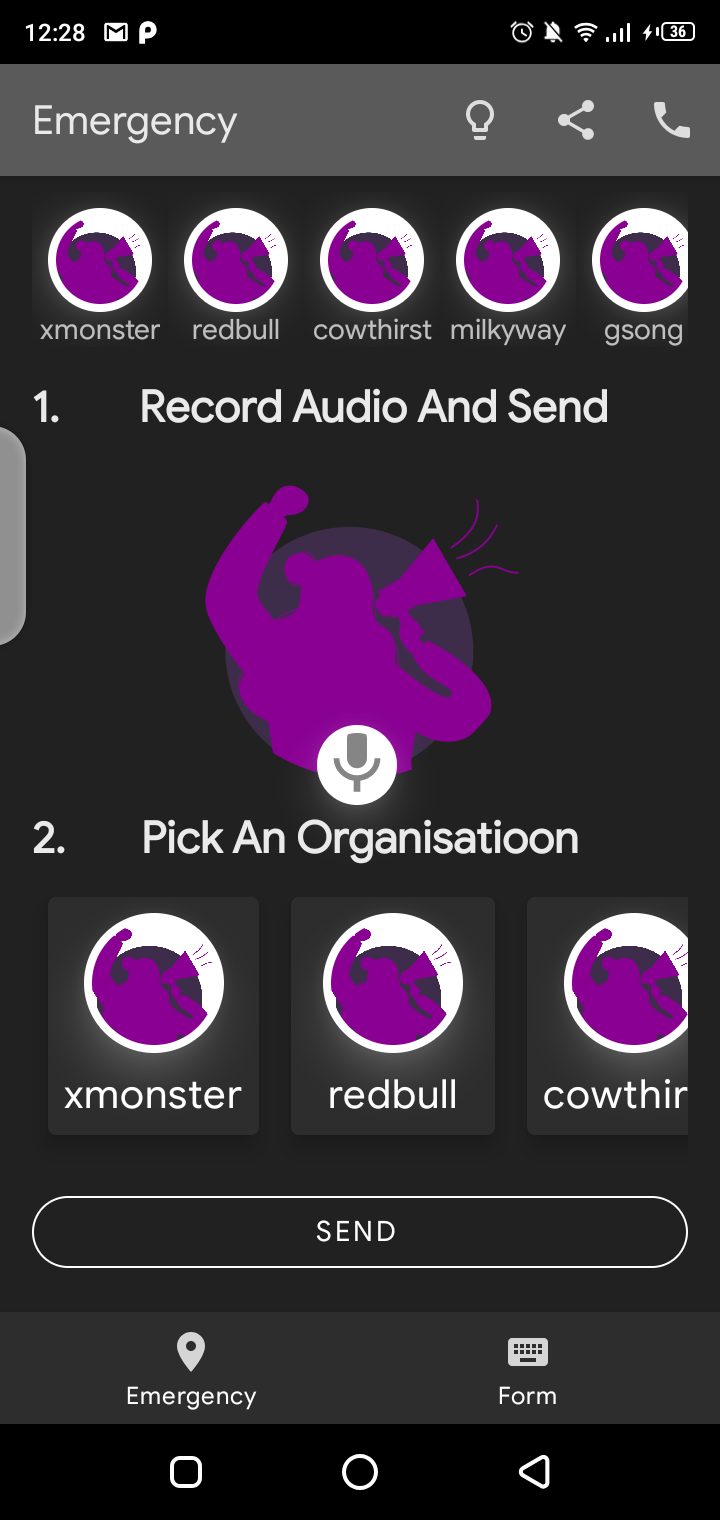 12:28
36
Emergency
xmonster redbull cowthirst milkyway gsong
1. Record Audio And Send
2. Pick An Organisatioon
xmonster redbull cowthir
SEND
Emergency Form